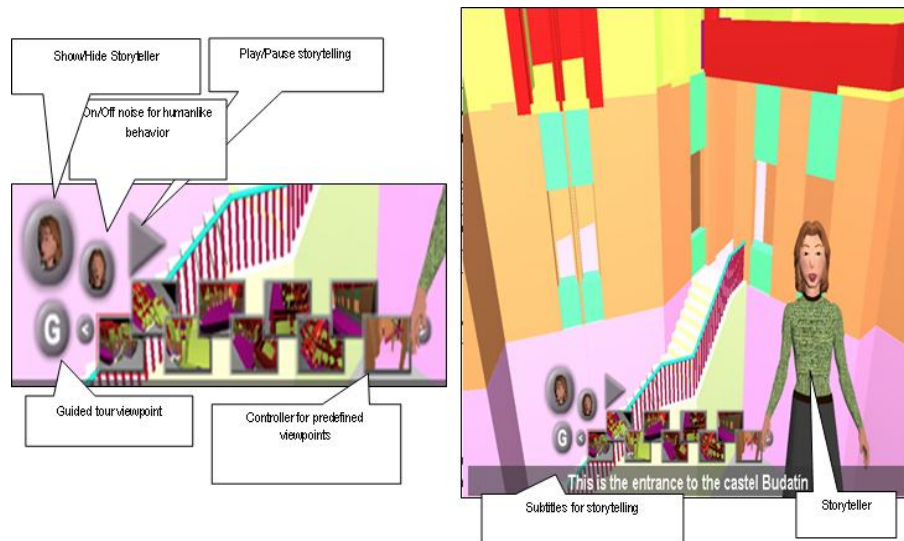 Show/Hide Storyteller
Play/Pause storytelling
On/Off noise for humanlike
behavior
G
<
Guided tour viewpoint
Controller for predefined
viewpoints
G
<
This is the entrance to the castel Budatín
Subtitles for storytelling
Storyteller